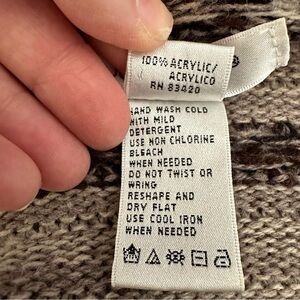 100% ACRYLIC/
ACRYLICO
RN 83420
HAND WASH COLD
WITH MILD
DETERGENT
USE NON CHLORINE
BLEACH
WHEN NEEDED
DO NOT TWIST OR
WRING
RESHAPE AND
DRY FLAT
USE COOL IRON
WHEN NEEDED